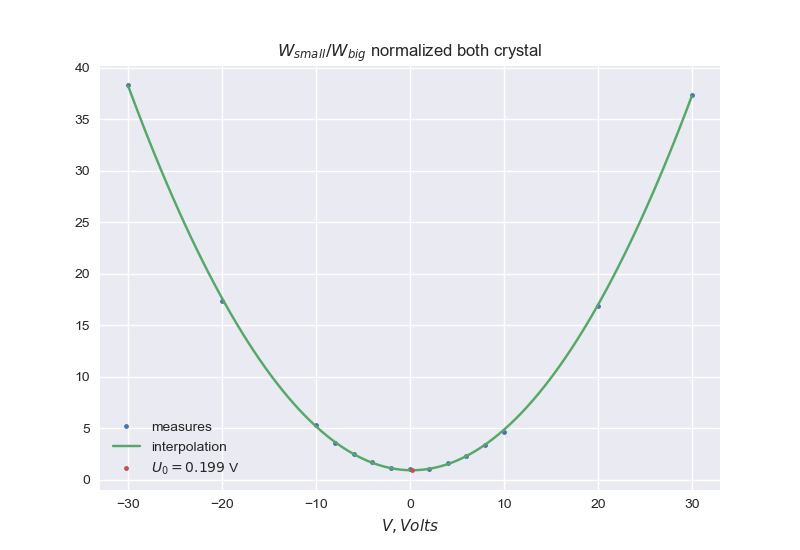 W_small/W_big normalized both crystal
40
35
30
25
20
15
10
5
0
measures
interpolation
U_0 = 0.199 V
−30 −20 −10 0 10 20 30
V, Volts